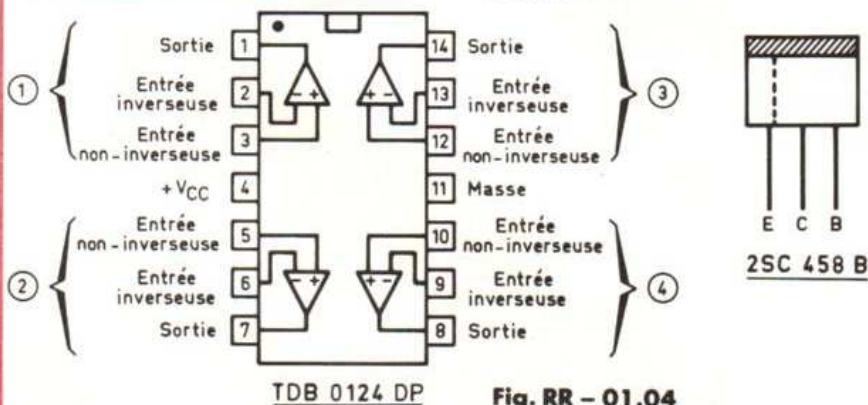 ①
Sortie 1
Entrée
inverseuse 2
Entrée
non-inverseuse 3
+VCC 4
②
Entrée
non-inverseuse 5
Entrée
inverseuse 6
Sortie 7
- +
+ -
- +
+ -
14 Sortie
13 Entrée
inverseuse
12 Entrée
non-inverseuse
③
11 Masse
10 Entrée
non-inverseuse
9 Entrée
inverseuse
8 Sortie
④
TDB 0124 DP
Fig. RR – 01.04
E C B
2SC 458 B